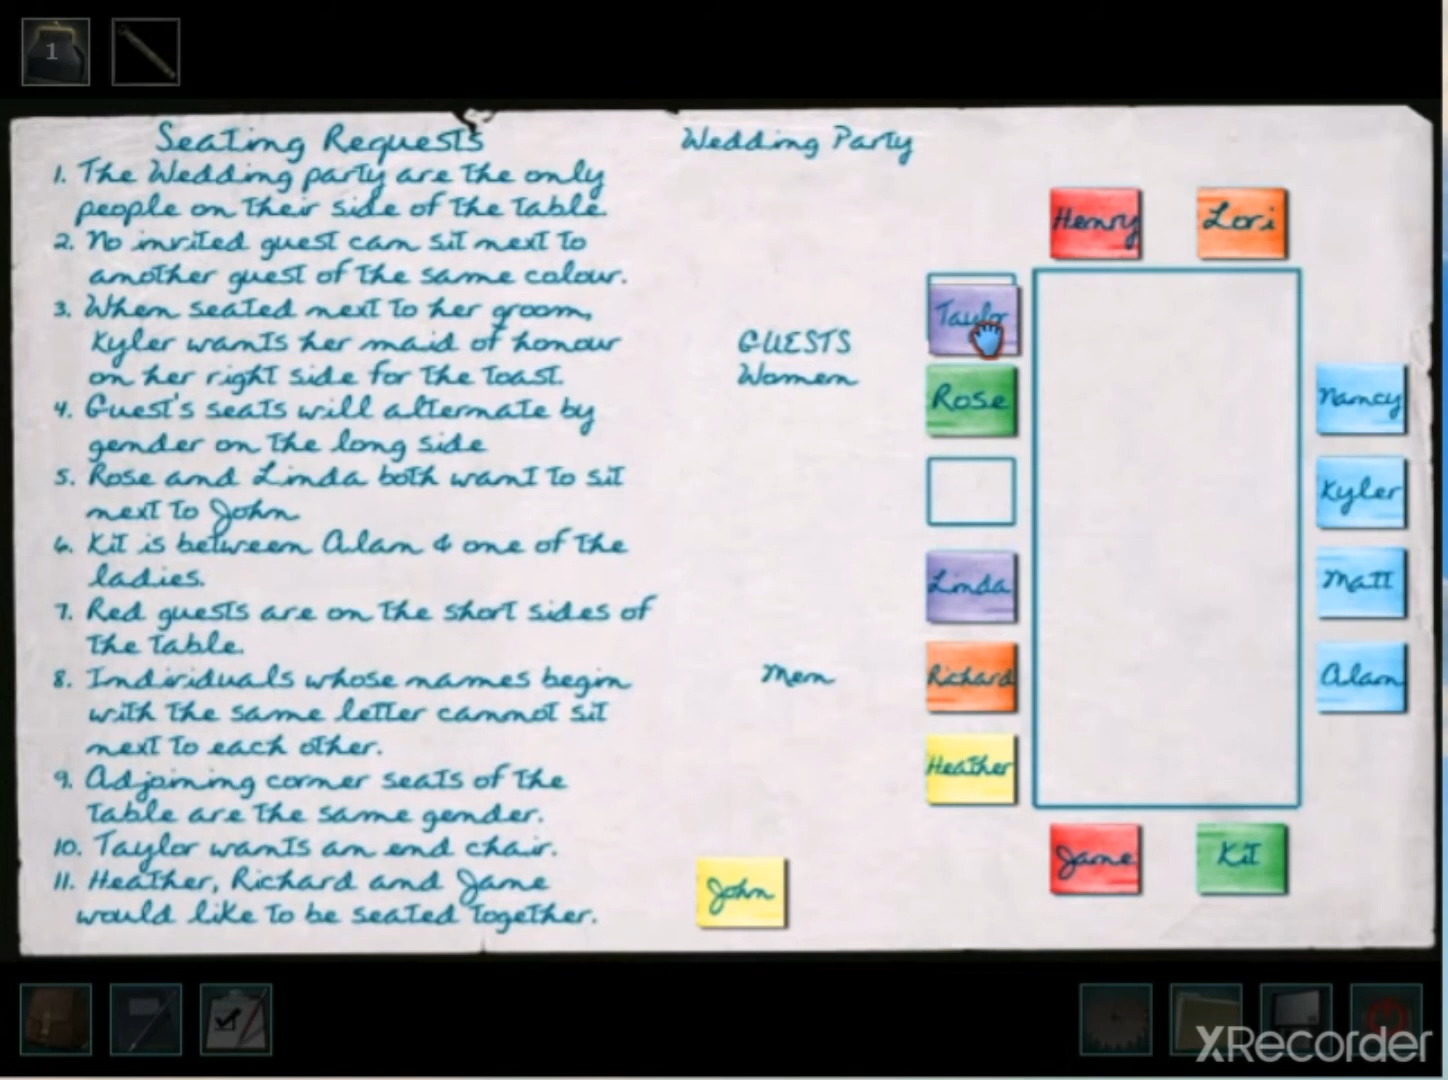 1
Seating Requests
1. The Wedding party are the only
people on their side of the table.
2. No invited guest can sit next to
another guest of the same colour.
3. When seated next to her groom,
Kyler wants her maid of honour
on her right side for the toast.
4. Guest's seats will alternate by
gender on the long side
5. Rose and Linda both want to sit
next to John
6. Kit is between Alan & one of the
ladies.
7. Red guests are on the short sides of
the table.
8. Individuals whose names begin
with the same letter cannot sit
next to each other.
9. Adjoining corner seats of the
table are the same gender.
10. Taylor wants an end chair.
11. Heather, Richard and Jane
would like to be seated together.
Wedding Party
GUESTS
Women
Men
John
Henry
Lori
Taylor
Rose
Linda
Richard
Heather
Nancy
Kyler
Matt
Alan
Jane
Kit
XRecorder